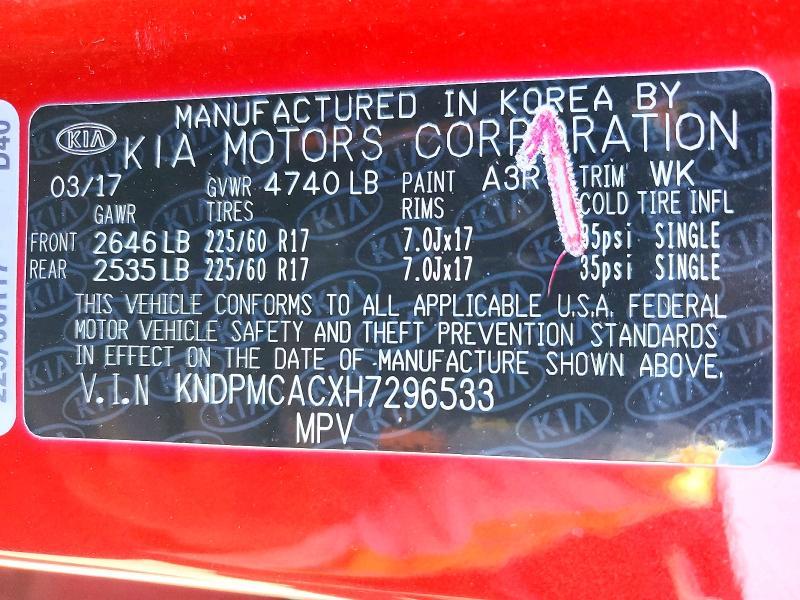 MANUFACTURED IN KOREA BY
KIA KIA MOTORS CORPORATION
03/17 GVWR 4740 LB PAINT A3R TRIM WK
GAWR TIRES RIMS COLD TIRE INFL
FRONT 2646 LB 225/60 R17 7.0Jx17 35psi SINGLE
REAR 2535 LB 225/60 R17 7.0Jx17 35psi SINGLE
THIS VEHICLE CONFORMS TO ALL APPLICABLE U.S.A. FEDERAL
MOTOR VEHICLE SAFETY AND THEFT PREVENTION STANDARDS
IN EFFECT ON THE DATE OF MANUFACTURE SHOWN ABOVE.
V.I.N KNDPMCACXH7296533
MPV